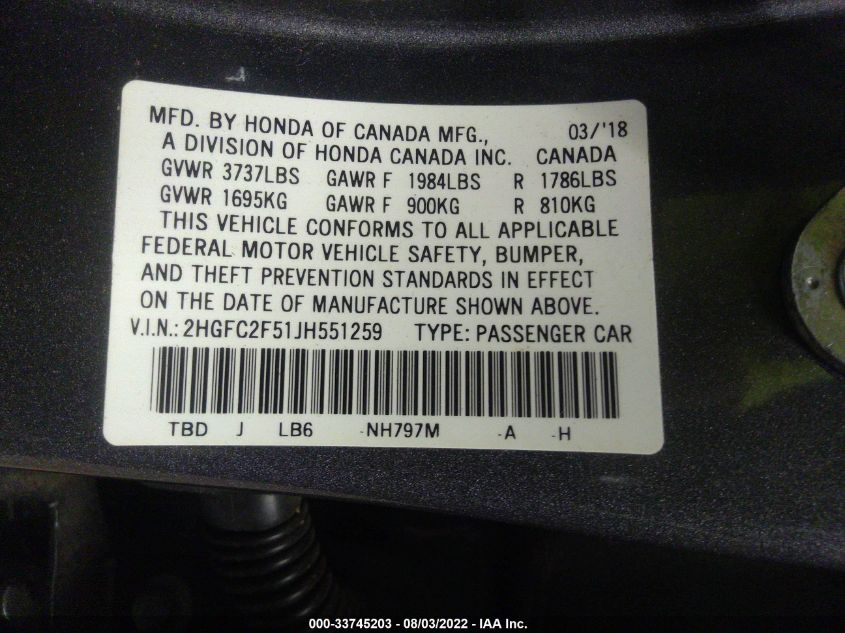 MFD. BY HONDA OF CANADA MFG., 03/'18
A DIVISION OF HONDA CANADA INC. CANADA
GVWR 3737LBS GAWR F 1984LBS R 1786LBS
GVWR 1695KG GAWR F 900KG R 810KG
THIS VEHICLE CONFORMS TO ALL APPLICABLE
FEDERAL MOTOR VEHICLE SAFETY, BUMPER,
AND THEFT PREVENTION STANDARDS IN EFFECT
ON THE DATE OF MANUFACTURE SHOWN ABOVE.
V.I.N.: 2HGFC2F51JH551259 TYPE: PASSENGER CAR
TBD J LB6 -NH797M -A -H
000-33745203 - 08/03/2022 - IAA Inc.